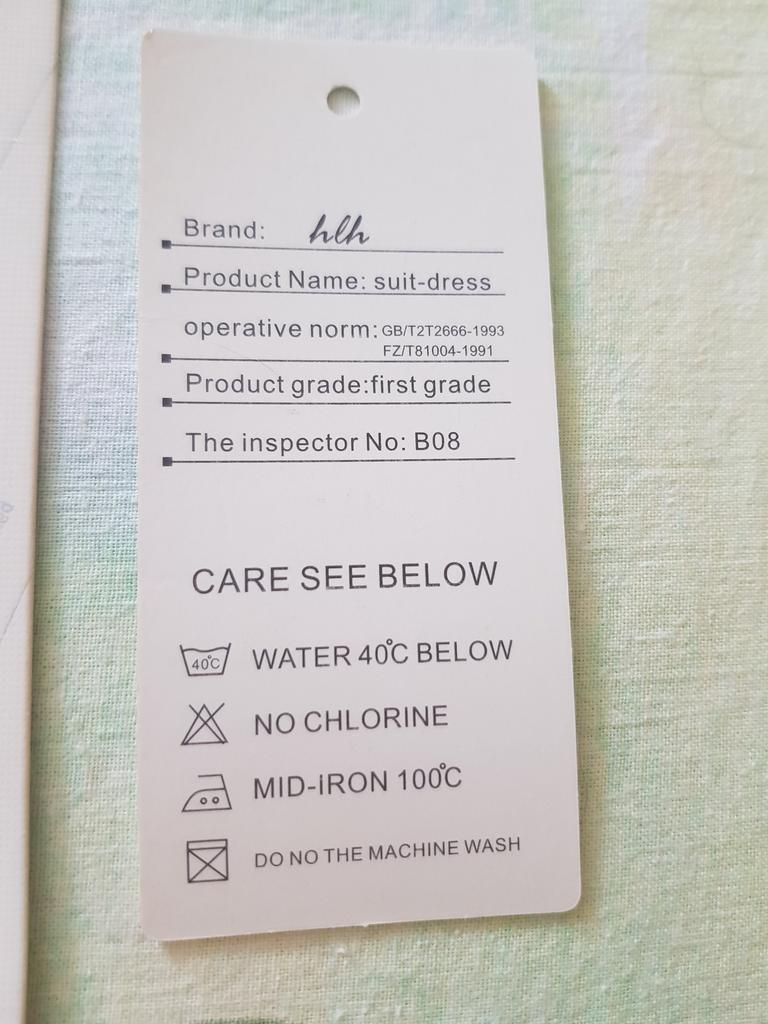 Brand: hlh
Product Name: suit-dress
operative norm: GB/T2T2666-1993
FZ/T81004-1991
Product grade:first grade
The inspector No: B08
CARE SEE BELOW
40℃ WATER 40℃ BELOW
NO CHLORINE
MID-IRON 100℃
DO NO THE MACHINE WASH